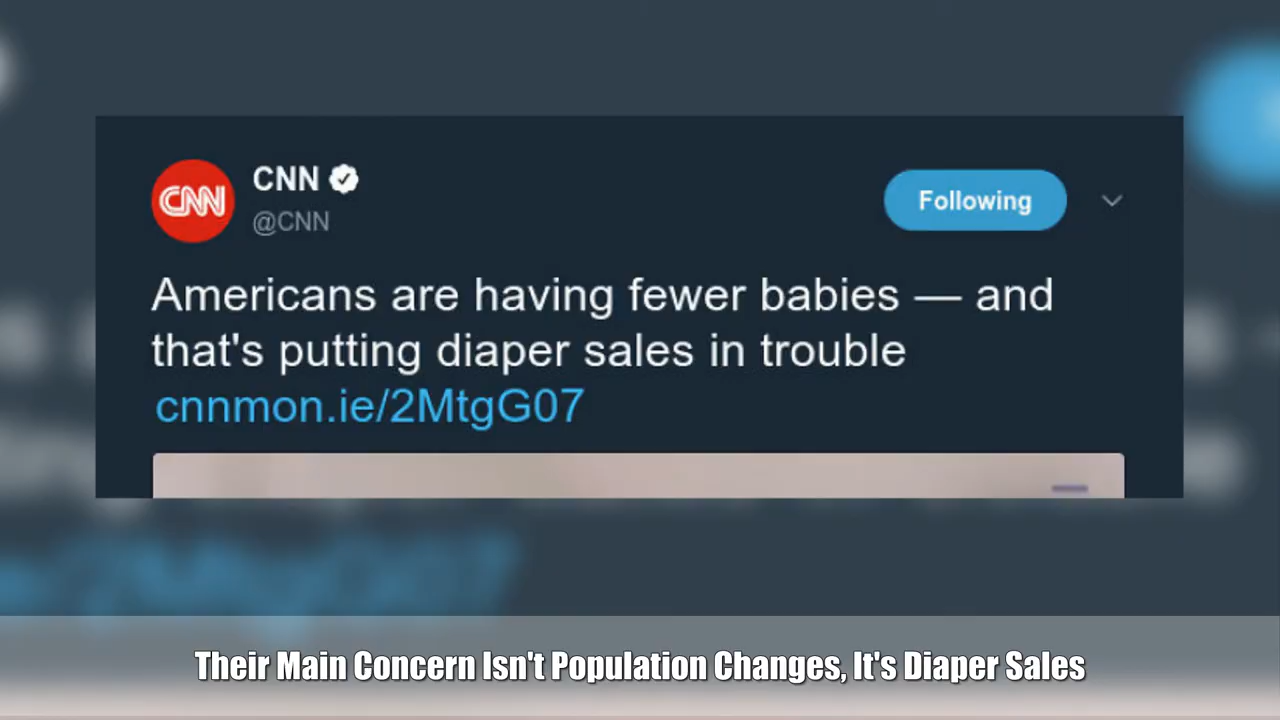 CNN
CNN
@CNN
Following
Americans are having fewer babies — and
that's putting diaper sales in trouble
cnnmon.ie/2MtgG07
Their Main Concern Isn't Population Changes, It's Diaper Sales